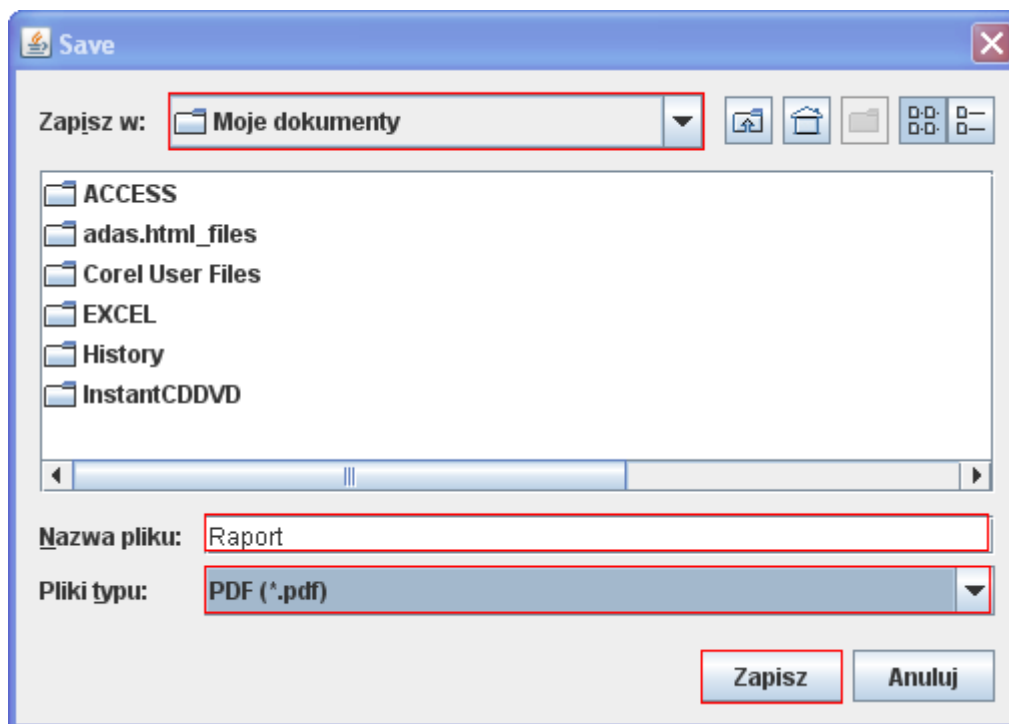 Save
Zapisz w: Moje dokumenty
ACCESS
adas.html_files
Corel User Files
EXCEL
History
InstantCDDVD
Nazwa pliku: Raport
Pliki typu: PDF (*.pdf)
Zapisz Anuluj